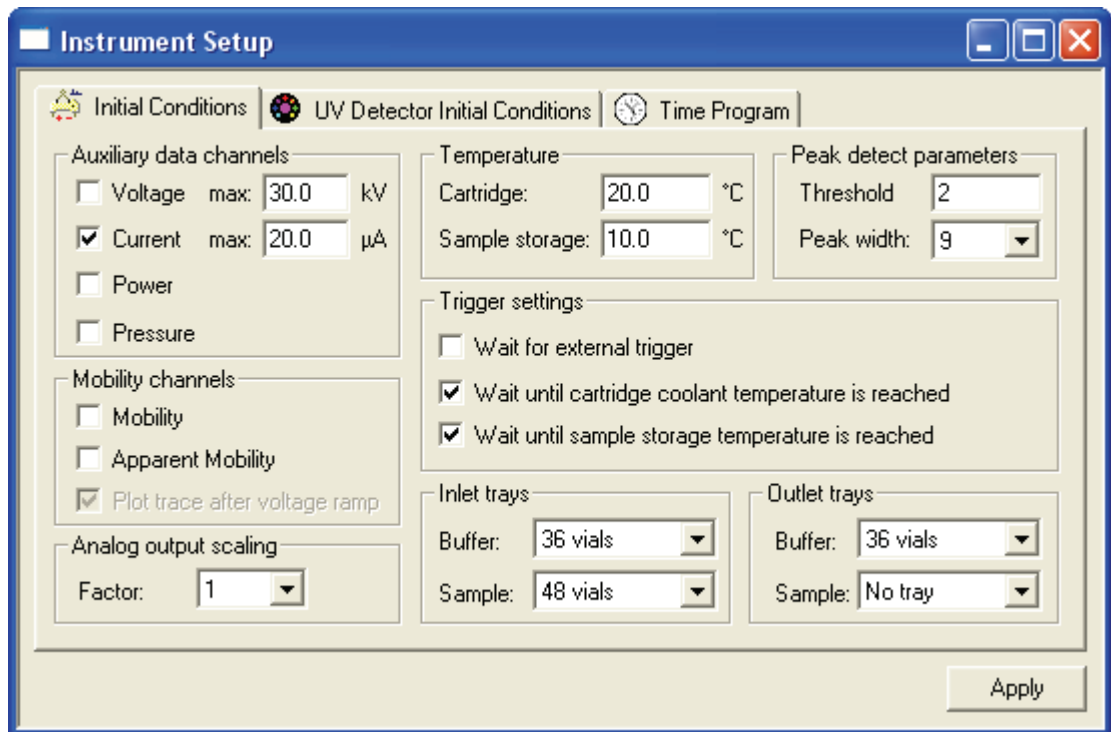 Instrument Setup
Initial Conditions
UV Detector Initial Conditions
Time Program
Auxiliary data channels
Voltage max: 30.0 kV
Current max: 20.0 µA
Power
Pressure
Mobility channels
Mobility
Apparent Mobility
Plot trace after voltage ramp
Analog output scaling
Factor: 1
Temperature
Cartridge: 20.0 °C
Sample storage: 10.0 °C
Peak detect parameters
Threshold 2
Peak width: 9
Trigger settings
Wait for external trigger
Wait until cartridge coolant temperature is reached
Wait until sample storage temperature is reached
Inlet trays
Buffer: 36 vials
Sample: 48 vials
Outlet trays
Buffer: 36 vials
Sample: No tray
Apply